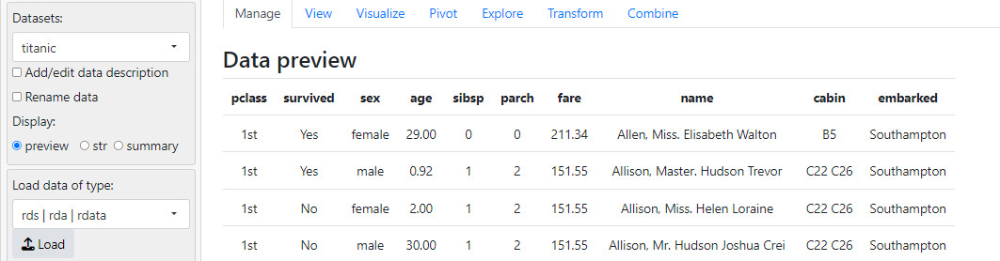 Datasets:
titanic
Add/edit data description
Rename data
Display:
preview str summary
Load data of type:
rds | rda | rdata
Load
Manage View Visualize Pivot Explore Transform Combine
Data preview
pclass survived sex age sibsp parch fare name cabin embarked
1st Yes female 29.00 0 0 211.34 Allen, Miss. Elisabeth Walton B5 Southampton
1st Yes male 0.92 1 2 151.55 Allison, Master. Hudson Trevor C22 C26 Southampton
1st No female 2.00 1 2 151.55 Allison, Miss. Helen Loraine C22 C26 Southampton
1st No male 30.00 1 2 151.55 Allison, Mr. Hudson Joshua Crei C22 C26 Southampton